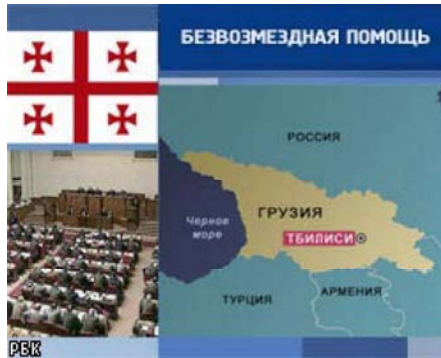 БЕЗВОЗМЕЗДНАЯ ПОМОЩЬ
РОССИЯ
Черное
море
ГРУЗИЯ
ТБИЛИСИ
ТУРЦИЯ
АРМЕНИЯ
РБК